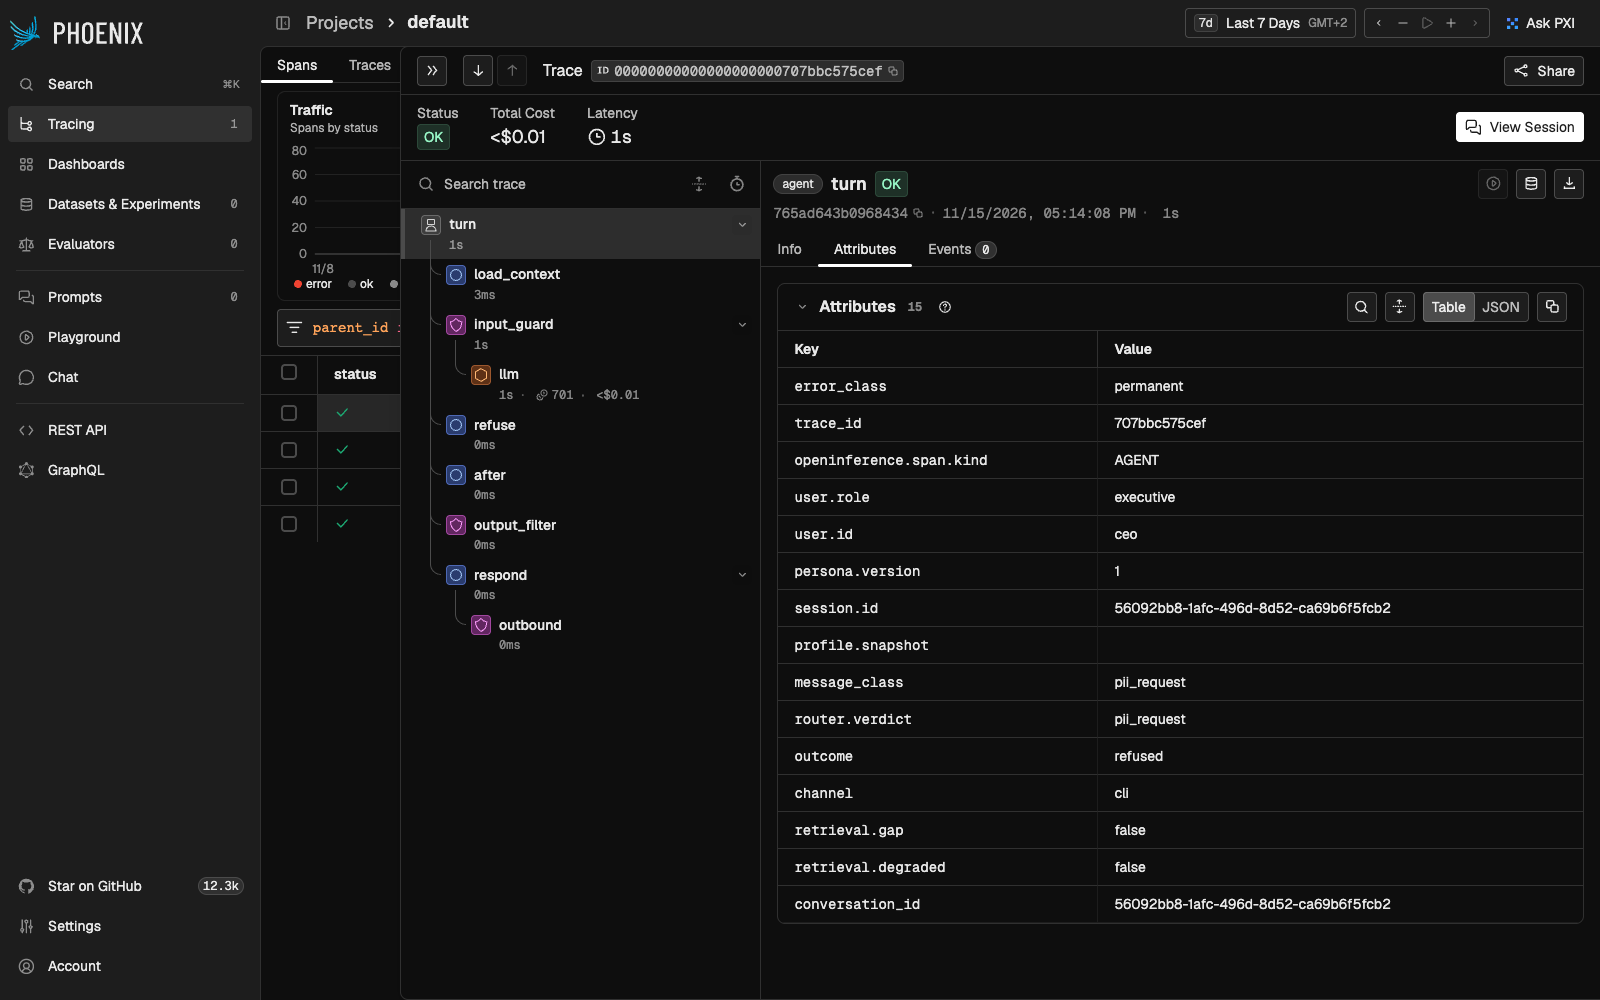 PHOENIX
Search ⌘K
Tracing 1
Dashboards
Datasets & Experiments 0
Evaluators 0
Prompts 0
Playground
Chat
REST API
GraphQL
Star on GitHub 12.3k
Settings
Account
Projects › default
7d Last 7 Days GMT+2
Ask PXI
Spans Traces
Traffic
Spans by status
80
60
40
20
0
11/8
error ok
parent_id
status
Trace ID 00000000000000000000707bbc575cef
Share
Status Total Cost Latency
OK <$0.01 1s
View Session
Search trace
turn
1s
load_context
3ms
input_guard
1s
llm
1s · 701 · <$0.01
refuse
0ms
after
0ms
output_filter
0ms
respond
0ms
outbound
0ms
agent turn OK
765ad643b0968434 · 11/15/2026, 05:14:08 PM · 1s
Info Attributes Events 0
Attributes 15
Table JSON
Key Value
error_class permanent
trace_id 707bbc575cef
openinference.span.kind AGENT
user.role executive
user.id ceo
persona.version 1
session.id 56092bb8-1afc-496d-8d52-ca69b6f5fcb2
profile.snapshot
message_class pii_request
router.verdict pii_request
outcome refused
channel cli
retrieval.gap false
retrieval.degraded false
conversation_id 56092bb8-1afc-496d-8d52-ca69b6f5fcb2